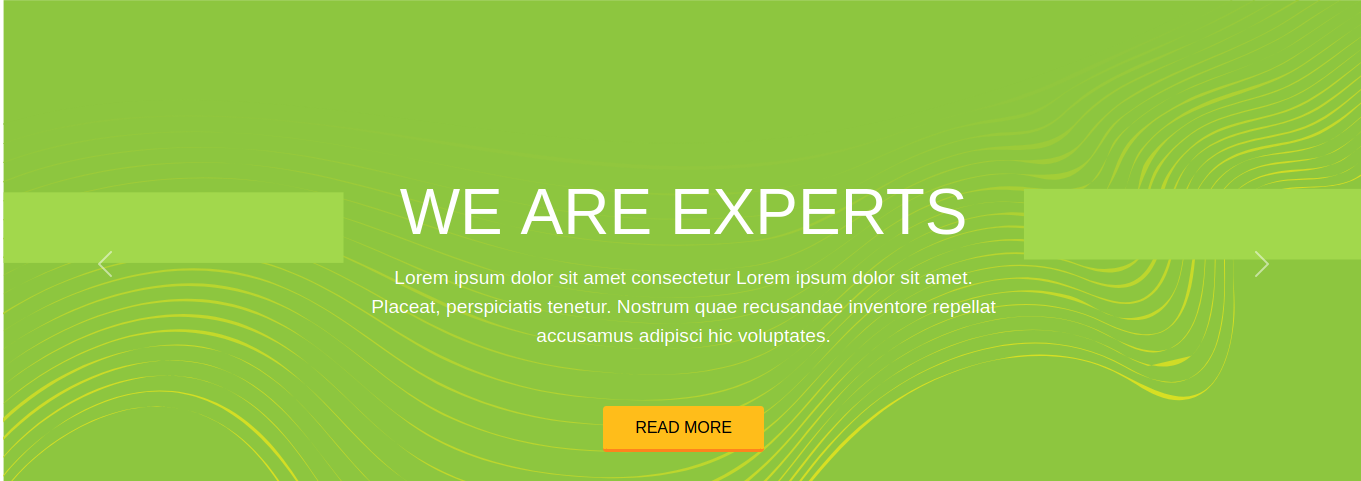 WE ARE EXPERTS
Lorem ipsum dolor sit amet consectetur Lorem ipsum dolor sit amet.
Placeat, perspiciatis tenetur. Nostrum quae recusandae inventore repellat
accusamus adipisci hic voluptates.
READ MORE